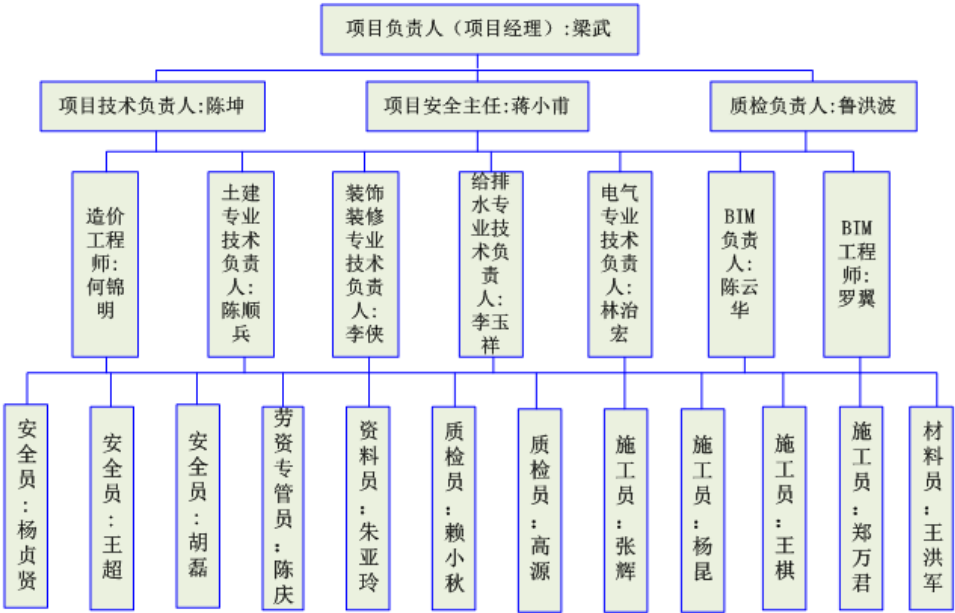 项目负责人（项目经理）:梁武
项目技术负责人:陈坤
项目安全主任:蒋小甫
质检负责人:鲁洪波
造价
工程
师:
何锦
明
土建
专业
技术
负责
人:
陈顺
兵
装饰
装修
专业
技术
负责
人:
李侠
给排
水专
业技
术负
责
人:
李玉
祥
电气
专业
技术
负责
人:
林治
宏
BIM
负责
人:
陈云
华
BIM
工程
师:
罗翼
安全员:杨贞贤
安全员:王超
安全员:胡磊
劳资专管员:陈庆
资料员:朱亚玲
质检员:赖小秋
质检员:高源
施工员:张辉
施工员:杨昆
施工员:王棋
施工员:郑万君
材料员:王洪军